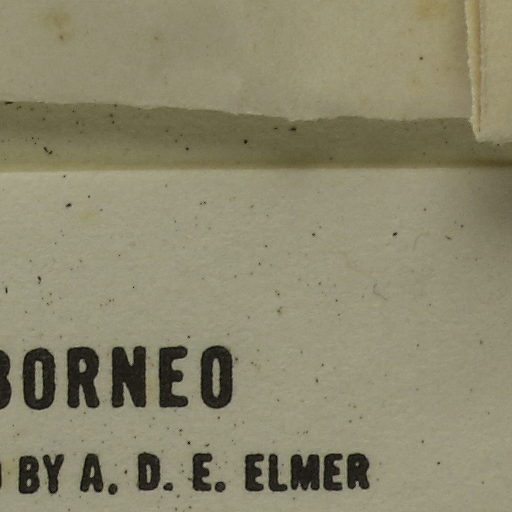 BORNEO
BY A. D. E. ELMER